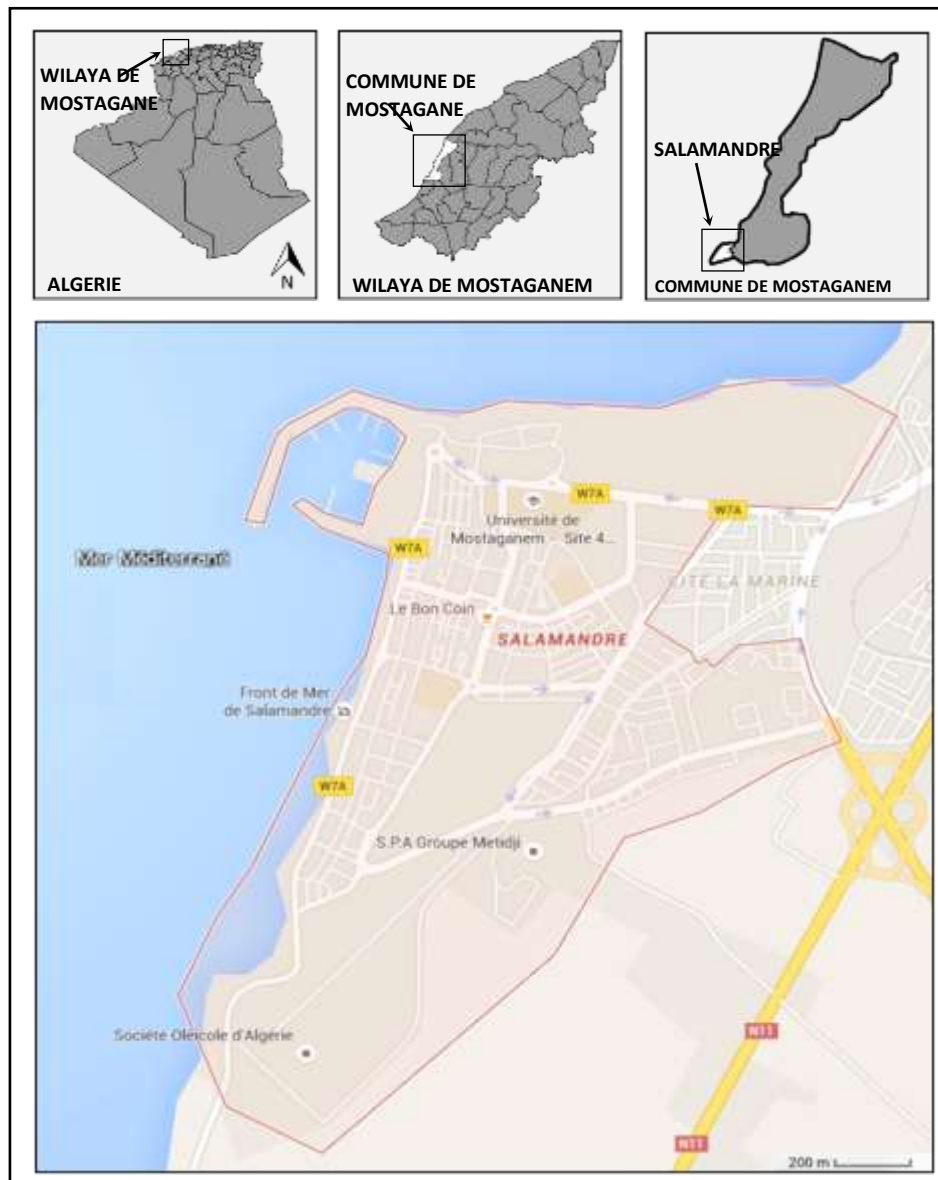 WILAYA DE
MOSTAGANE
ALGERIE
N
COMMUNE DE
MOSTAGANE
WILAYA DE MOSTAGANEM
SALAMANDRE
COMMUNE DE MOSTAGANEM
W7A
W7A
Université de
Mostaganem - Site 4...
W7A
Mer Méditerrané
CITE LA MARINE
Le Bon Coin
SALAMANDRE
Front de Mer
de Salamandre
W7A
S.P.A Groupe Metidji
Société Oléicole d'Algérie
N11
N11
200 m